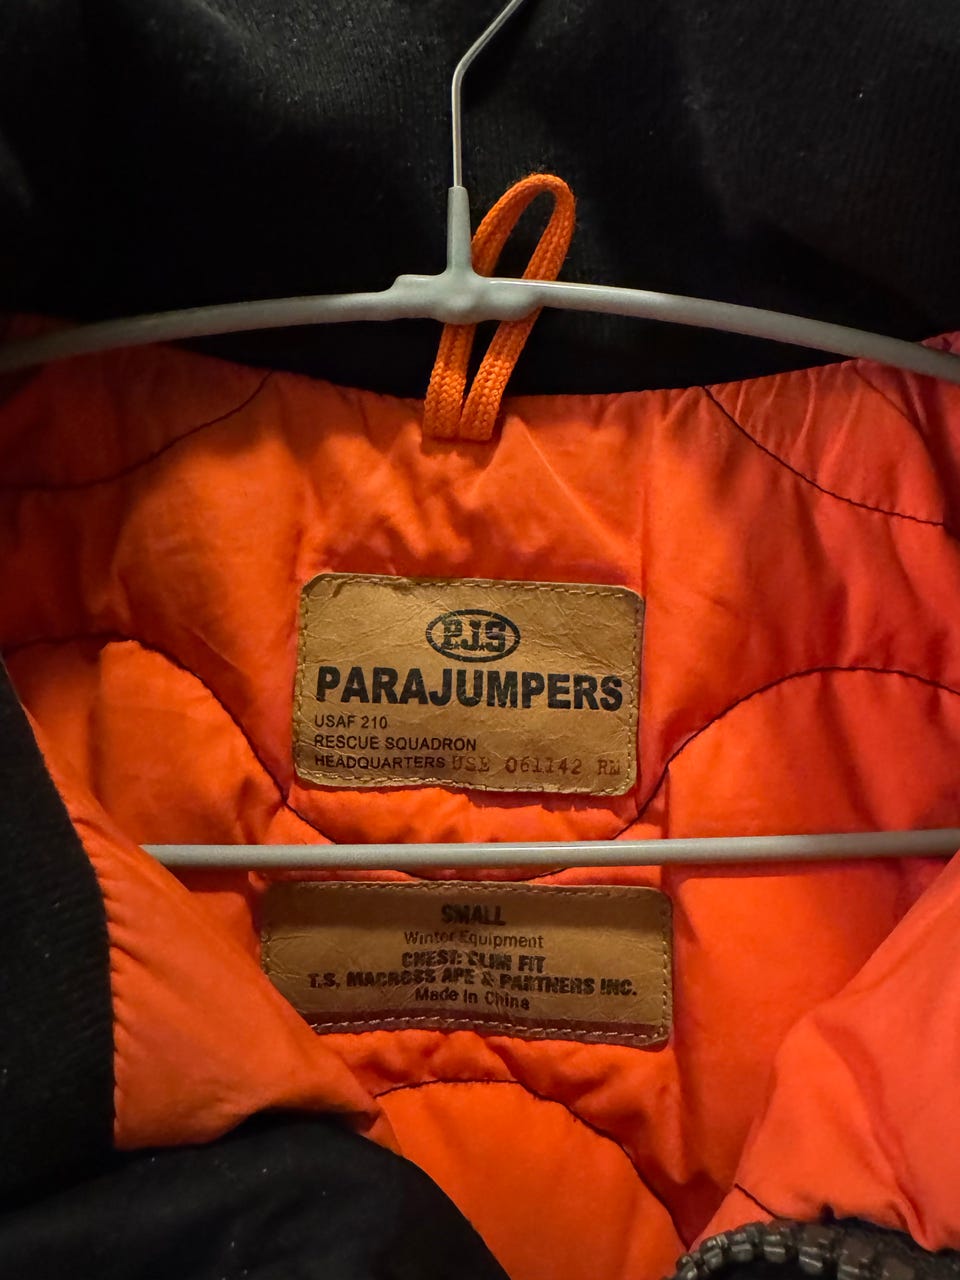 P.J.S
PARAJUMPERS
USAF 210
RESCUE SQUADRON
HEADQUARTERS USE 061142 RM
SMALL
Winter Equipment
CHEST: SLIM FIT
T.S, MACROSS APE & PARTNERS INC.
Made in China